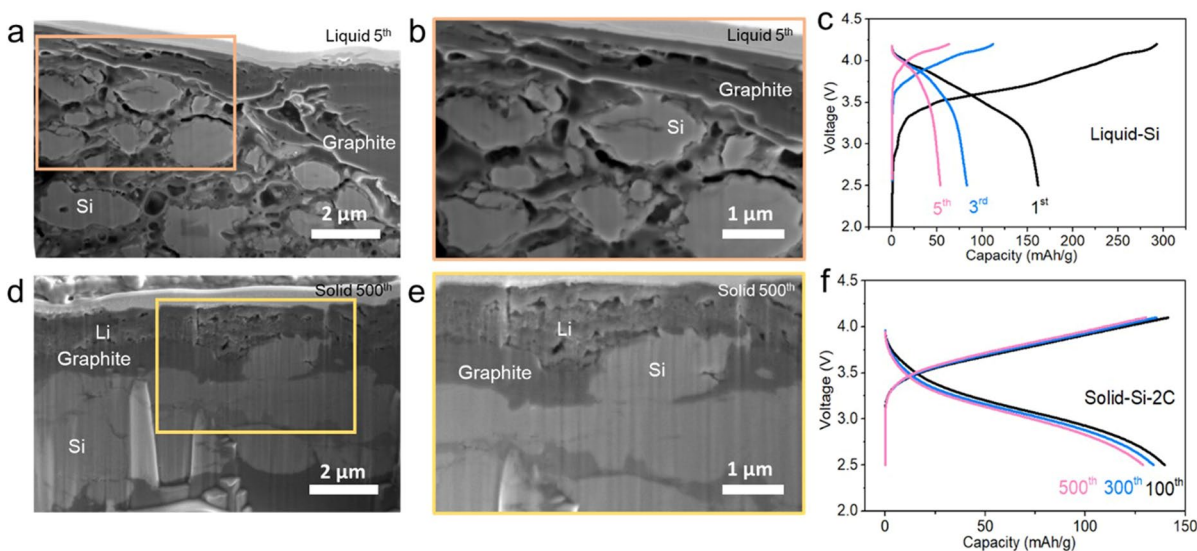 a
Liquid 5th
Graphite
Si
2 μm
b
Liquid 5th
Graphite
Si
1 μm
c
Voltage (V)
4.5
4.0
3.5
3.0
2.5
2.0
Liquid-Si
5th 3rd 1st
0 50 100 150 200 250 300
Capacity (mAh/g)
d
Solid 500th
Li
Graphite
Si
2 μm
e
Solid 500th
Li
Graphite
Si
1 μm
f
Voltage (V)
4.5
4.0
3.5
3.0
2.5
2.0
Solid-Si-2C
500th 300th 100th
0 50 100 150
Capacity (mAh/g)